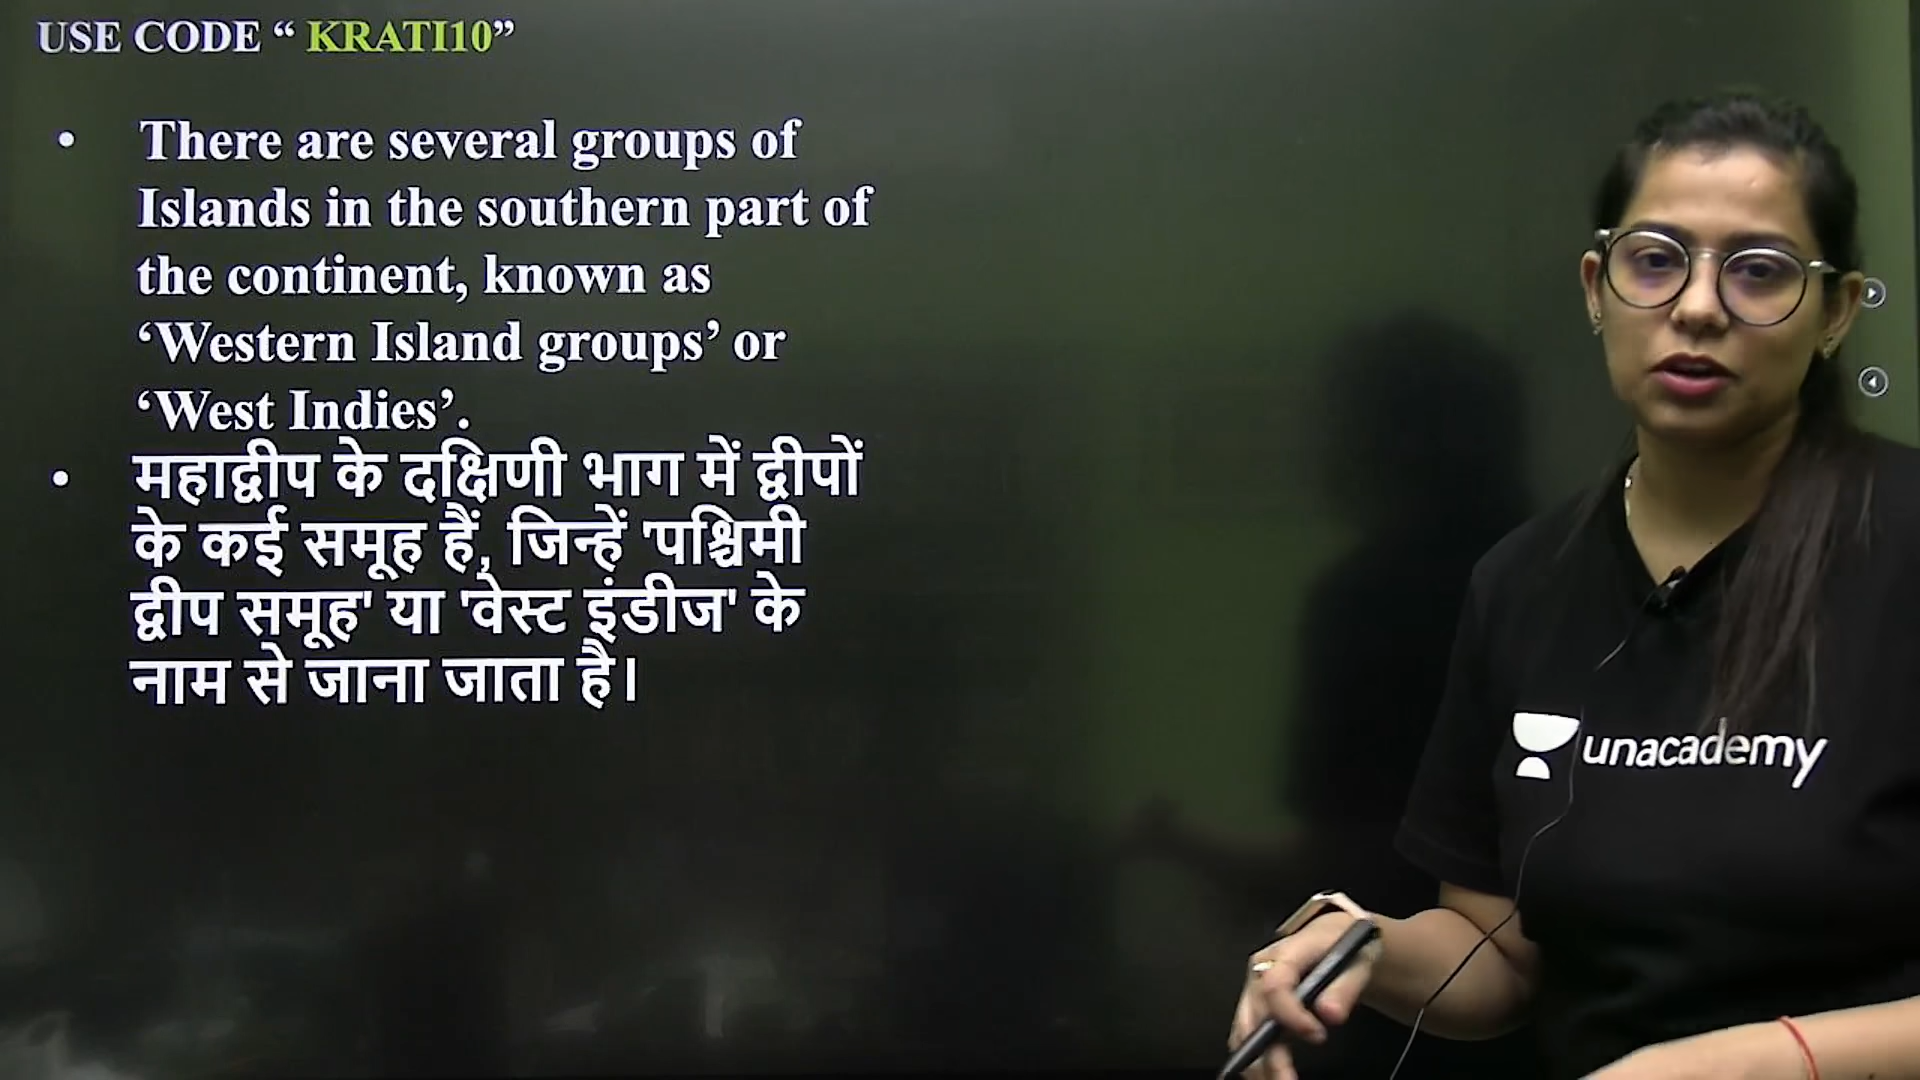 USE CODE “ KRATI10”
• There are several groups of
Islands in the southern part of
the continent, known as
‘Western Island groups’ or
‘West Indies’.
• महाद्वीप के दक्षिणी भाग में द्वीपों
के कई समूह हैं, जिन्हें 'पश्चिमी
द्वीप समूह' या 'वेस्ट इंडीज' के
नाम से जाना जाता है।
unacademy